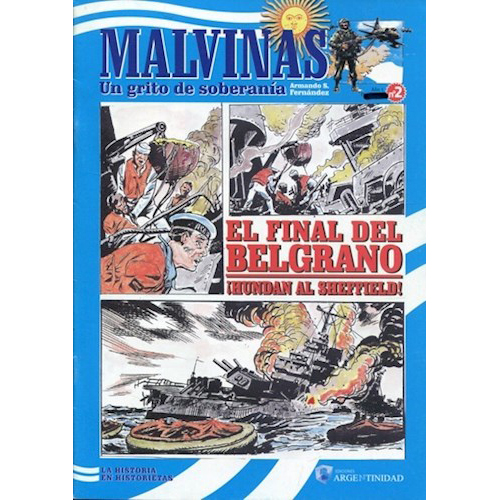 MALVINAS
Un grito de soberanía
Armando S.
Fernández
nº2
EL FINAL DEL
BELGRANO
¡HUNDAN AL SHEFFIELD!
LA HISTORIA
EN HISTORIETAS
EDICIONES
ARGENTINIDAD